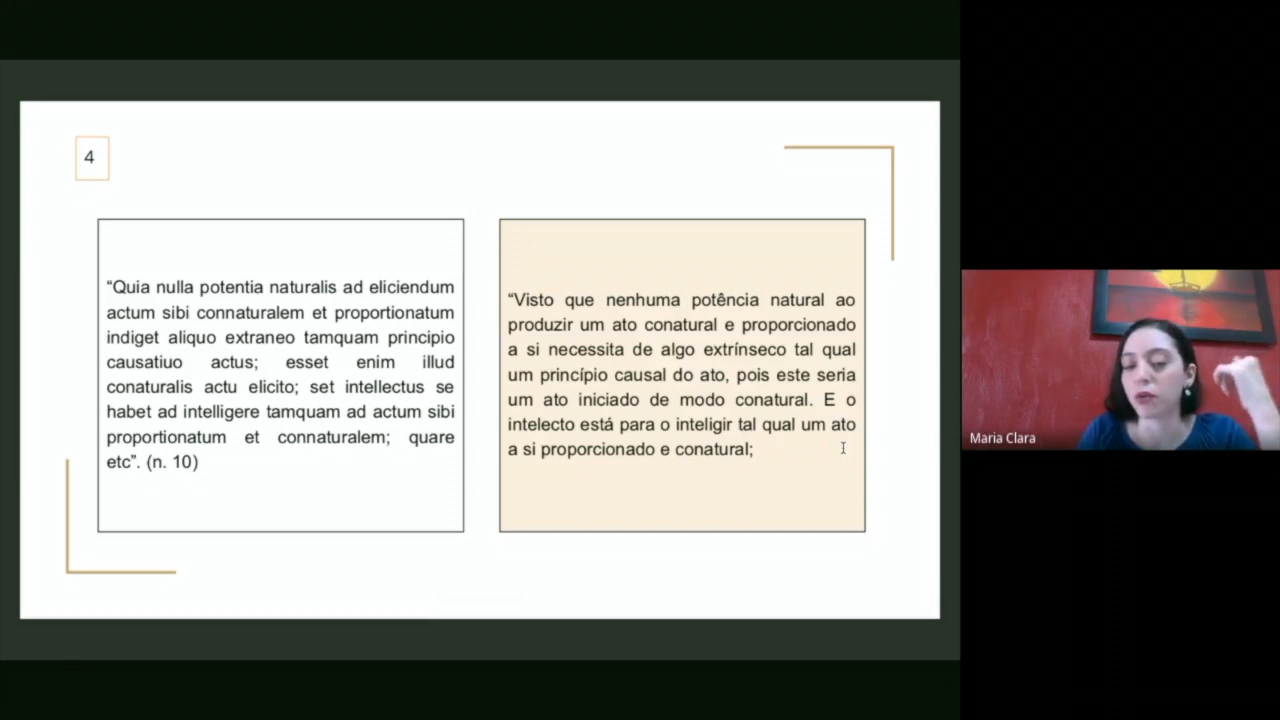 4
“Quia nulla potentia naturalis ad eliciendum
actum sibi connaturalem et proportionatum
indiget aliquo extraneo tamquam principio
causatiuo actus; esset enim illud
conaturalis actu elicito; set intellectus se
habet ad intelligere tamquam ad actum sibi
proportionatum et connaturalem; quare
etc”. (n. 10)
“Visto que nenhuma potência natural ao
produzir um ato conatural e proporcionado
a si necessita de algo extrínseco tal qual
um princípio causal do ato, pois este seria
um ato iniciado de modo conatural. E o
intelecto está para o inteligir tal qual um ato
a si proporcionado e conatural;
Maria Clara